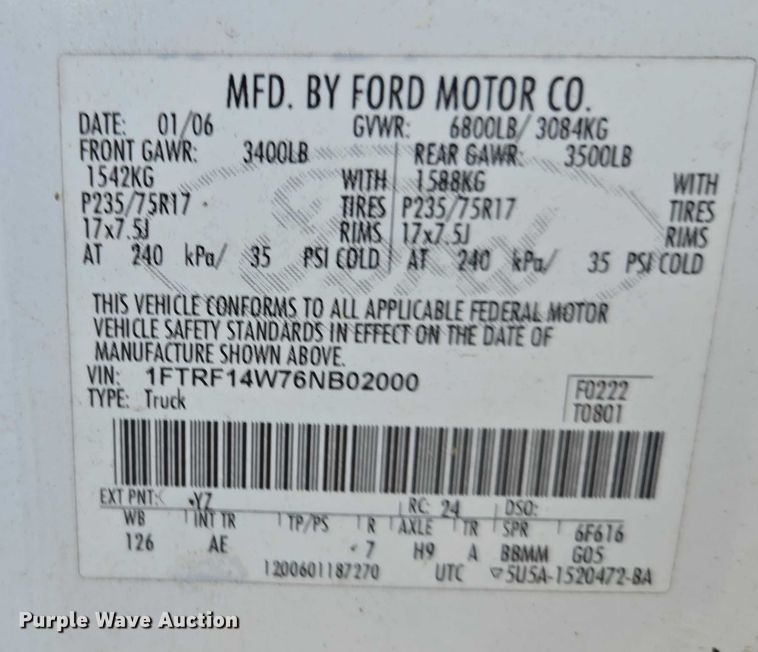 MFD. BY FORD MOTOR CO.
DATE: 01/06 GVWR: 6800LB/ 3084KG
FRONT GAWR: 3400LB REAR GAWR: 3500LB
1542KG WITH 1588KG WITH
P235/75R17 TIRES P235/75R17 TIRES
17x7.5J RIMS 17x7.5J RIMS
AT 240 kPa/ 35 PSI COLD AT 240 kPa/ 35 PSI COLD
THIS VEHICLE CONFORMS TO ALL APPLICABLE FEDERAL MOTOR
VEHICLE SAFETY STANDARDS IN EFFECT ON THE DATE OF
MANUFACTURE SHOWN ABOVE.
VIN: 1FTRF14W76NB02000
TYPE: Truck
F0222
T0801
EXT PNT: YZ RC: 24 DSO:
WB INT TR TP/PS R AXLE TR SPR 6F616
126 AE 7 H9 A BBMM G05
1200601187270 UTC 5U5A-1520472-BA
Purple Wave Auction